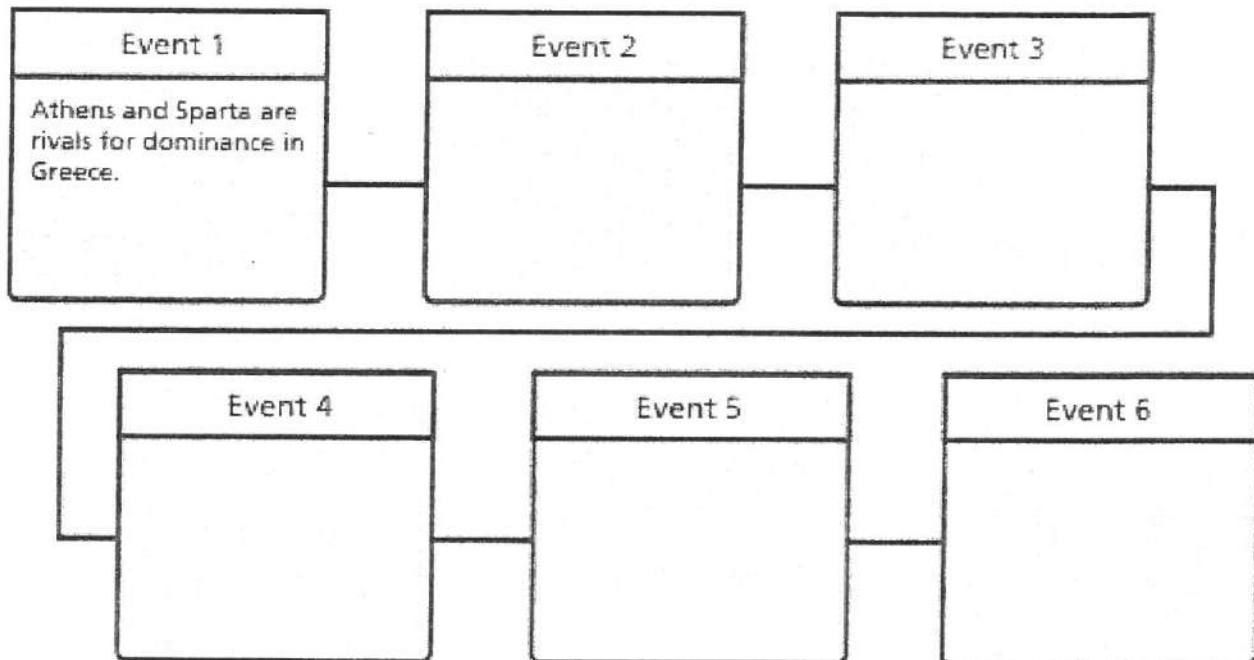 Event 1
Event 2
Event 3
Athens and Sparta are
rivals for dominance in
Greece.
Event 4
Event 5
Event 6